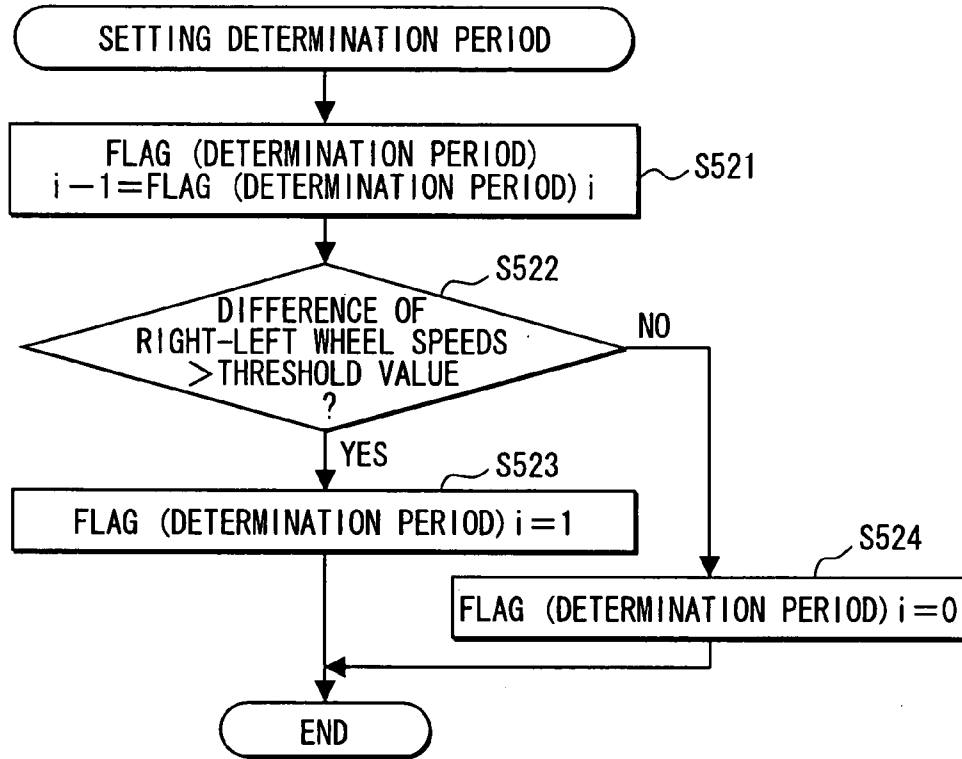 SETTING DETERMINATION PERIOD
FLAG (DETERMINATION PERIOD)
i-1=FLAG (DETERMINATION PERIOD) i
S521
S522
DIFFERENCE OF
RIGHT-LEFT WHEEL SPEEDS
>THRESHOLD VALUE
?
NO
YES
S523
FLAG (DETERMINATION PERIOD) i=1
S524
FLAG (DETERMINATION PERIOD) i=0
END